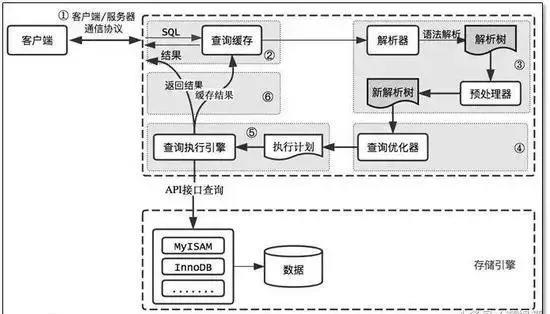 ① 客户端/服务器
通信协议
客户端
SQL
结果
查询缓存
②
解析器
语法解析
解析树
③
预处理器
新解析树
返回结果
缓存结果
⑥
查询执行引擎
⑤
执行计划
查询优化器
④
API接口查询
MyISAM
InnoDB
.......
数据
存储引擎